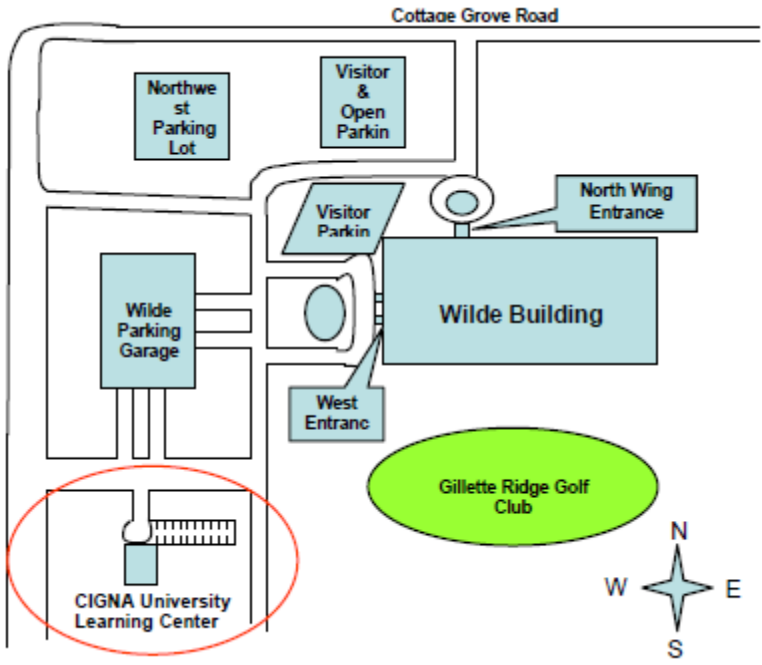 Cottage Grove Road
Northwe
st
Parking
Lot
Visitor
&
Open
Parkin
North Wing
Entrance
Visitor
Parkin
Wilde
Parking
Garage
Wilde Building
West
Entranc
Gillette Ridge Golf
Club
N
W
E
S
CIGNA University
Learning Center